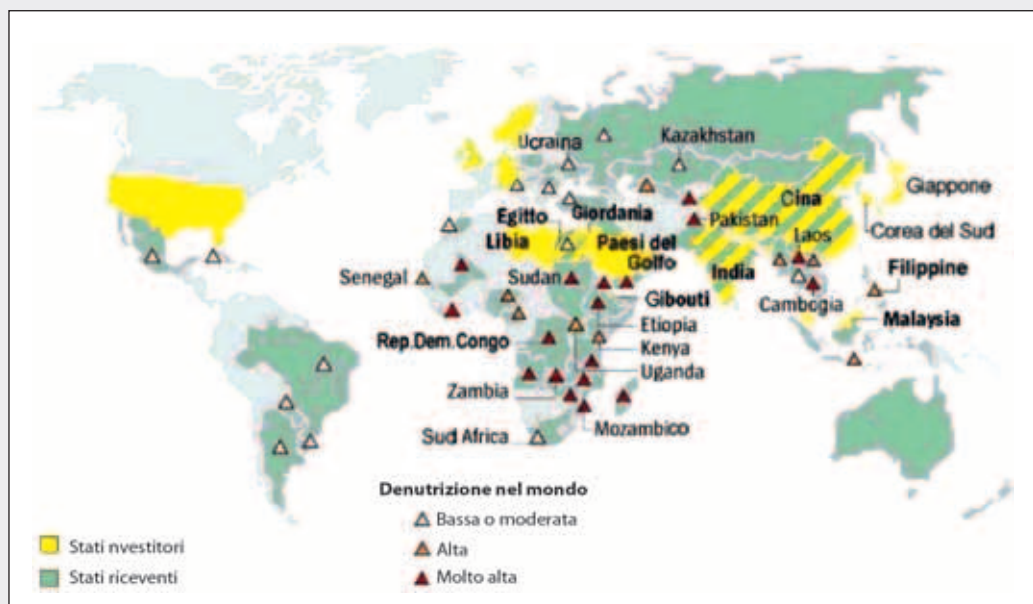 Ucraina
Kazakhstan
Cina
Giappone
Egitto
Giordania
Pakistan
Corea del Sud
Libia
Paesi del
Golfo
Laos
India
Filippine
Senegal
Sudan
Gibouti
Cambogia
Malaysia
Etiopia
Rep.Dem.Congo
Kenya
Uganda
Zambia
Mozambico
Sud Africa
Denutrizione nel mondo
Bassa o moderata
Alta
Molto alta
Stati nvestitori
Stati riceventi